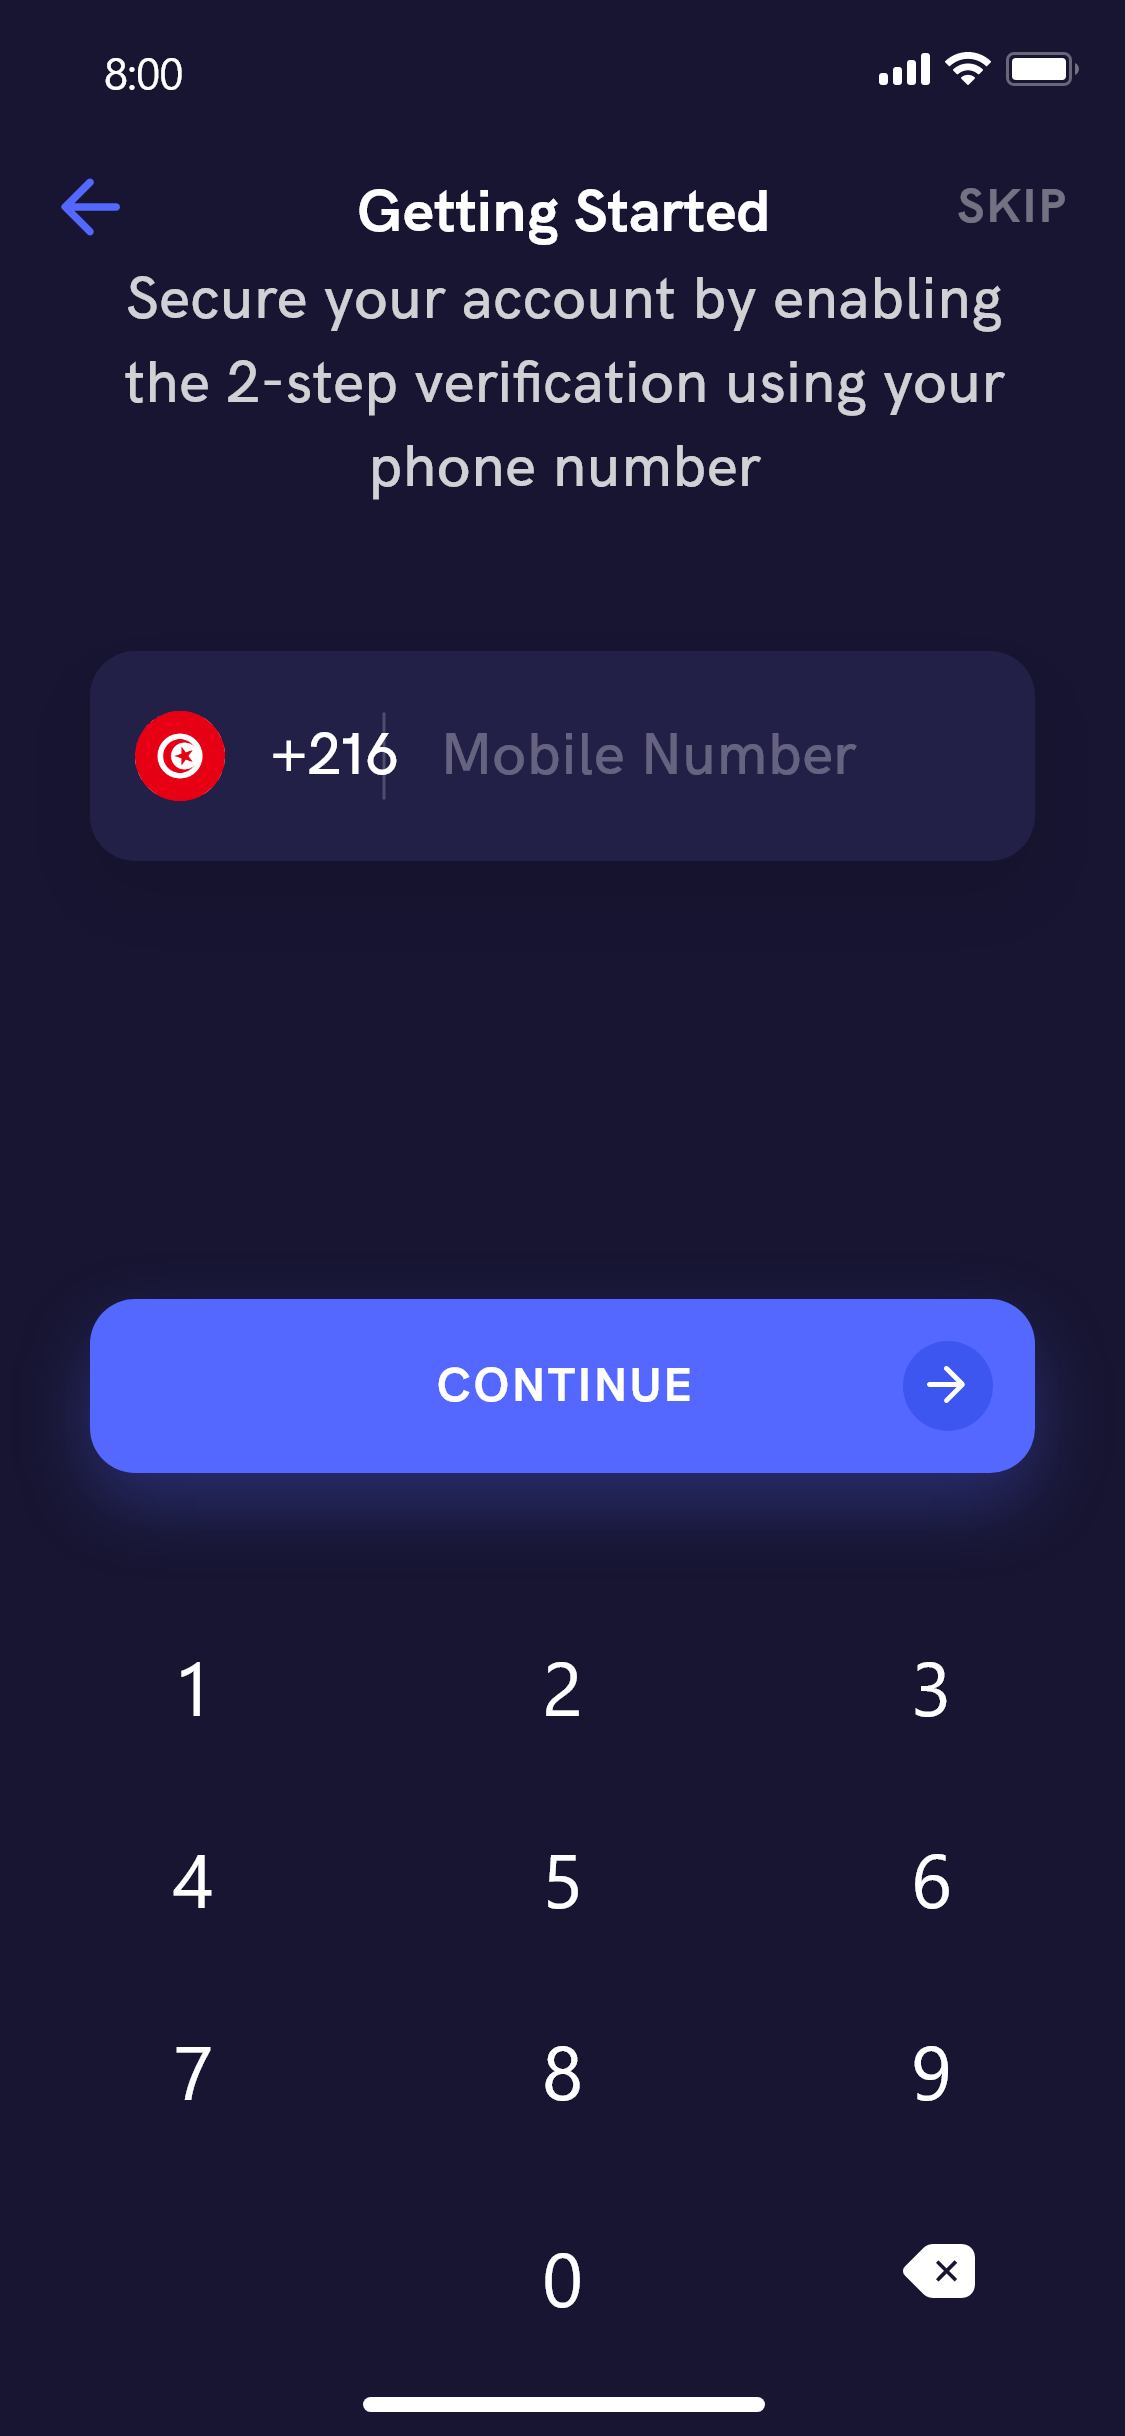 8:00
Getting Started
SKIP
Secure your account by enabling
the 2-step verification using your
phone number
+216 Mobile Number
CONTINUE
1 2 3
4 5 6
7 8 9
0